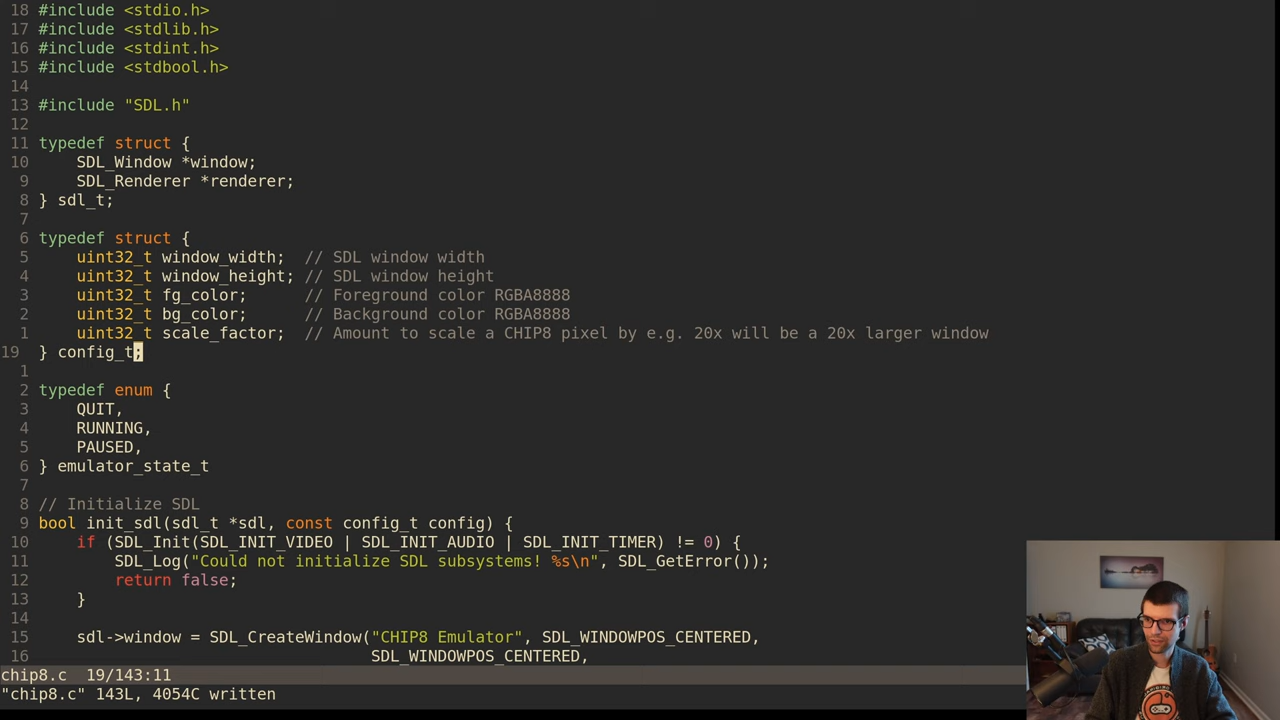 18 #include <stdio.h>
17 #include <stdlib.h>
16 #include <stdint.h>
15 #include <stdbool.h>
14
13 #include "SDL.h"
12
11 typedef struct {
10     SDL_Window *window;
9     SDL_Renderer *renderer;
8 } sdl_t;
7
6 typedef struct {
5     uint32_t window_width;  // SDL window width
4     uint32_t window_height; // SDL window height
3     uint32_t fg_color;      // Foreground color RGBA8888
2     uint32_t bg_color;      // Background color RGBA8888
1     uint32_t scale_factor;  // Amount to scale a CHIP8 pixel by e.g. 20x will be a 20x larger window
19 } config_t;
1
2 typedef enum {
3     QUIT,
4     RUNNING,
5     PAUSED,
6 } emulator_state_t
7
8 // Initialize SDL
9 bool init_sdl(sdl_t *sdl, const config_t config) {
10     if (SDL_Init(SDL_INIT_VIDEO | SDL_INIT_AUDIO | SDL_INIT_TIMER) != 0) {
11         SDL_Log("Could not initialize SDL subsystems! %s\n", SDL_GetError());
12         return false;
13     }
14
15     sdl->window = SDL_CreateWindow("CHIP8 Emulator", SDL_WINDOWPOS_CENTERED,
16                                    SDL_WINDOWPOS_CENTERED,
chip8.c  19/143:11
"chip8.c" 143L, 4054C written